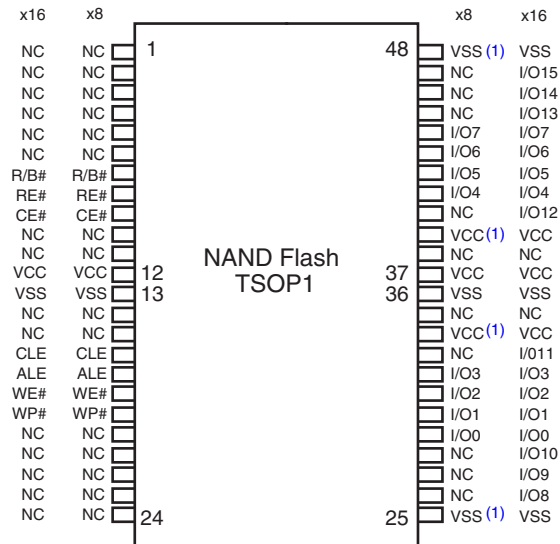 x16 x8 x8 x16
NC NC 1 48 VSS (1) VSS
NC NC NC I/O15
NC NC NC I/O14
NC NC NC I/O13
NC NC I/O7 I/O7
NC NC I/O6 I/O6
R/B# R/B# I/O5 I/O5
RE# RE# I/O4 I/O4
CE# CE# NC I/O12
NC NC VCC (1) VCC
NC NC NAND Flash NC NC
VCC VCC 12 TSOP1 37 VCC VCC
VSS VSS 13 36 VSS VSS
NC NC NC NC
NC NC VCC (1) VCC
CLE CLE NC I/011
ALE ALE I/O3 I/O3
WE# WE# I/O2 I/O2
WP# WP# I/O1 I/O1
NC NC I/O0 I/O0
NC NC NC I/O10
NC NC NC I/O9
NC NC NC I/O8
NC NC 24 25 VSS (1) VSS